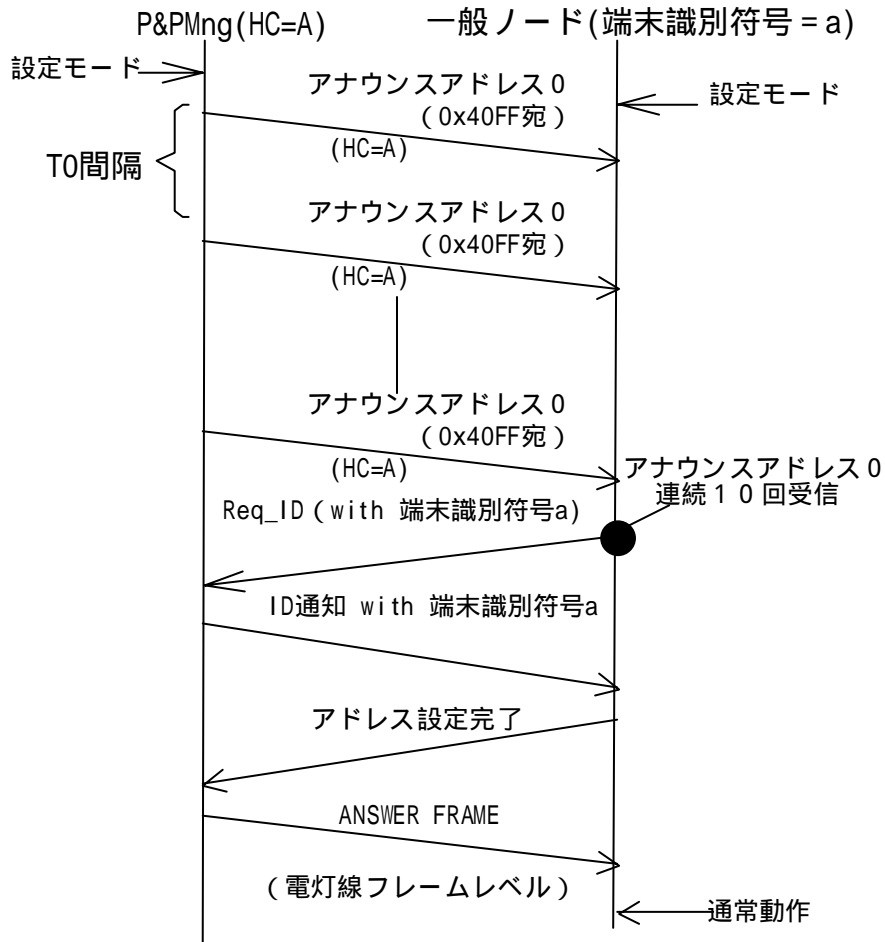 P&PMng(HC=A)
一般ノード(端末識別符号=a)
設定モード
設定モード
アナウンスアドレス0
(0x40FF宛)
(HC=A)
T0間隔
アナウンスアドレス0
(0x40FF宛)
(HC=A)
アナウンスアドレス0
(0x40FF宛)
(HC=A)
アナウンスアドレス0
連続10回受信
Req_ID(with 端末識別符号a)
ID通知 with 端末識別符号a
アドレス設定完了
ANSWER FRAME
(電灯線フレームレベル)
通常動作